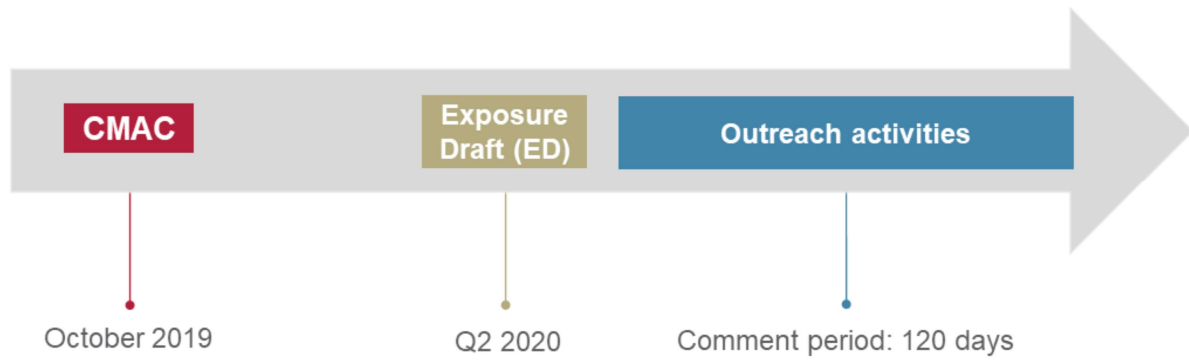 CMAC
Exposure
Draft (ED)
Outreach activities
October 2019
Q2 2020
Comment period: 120 days